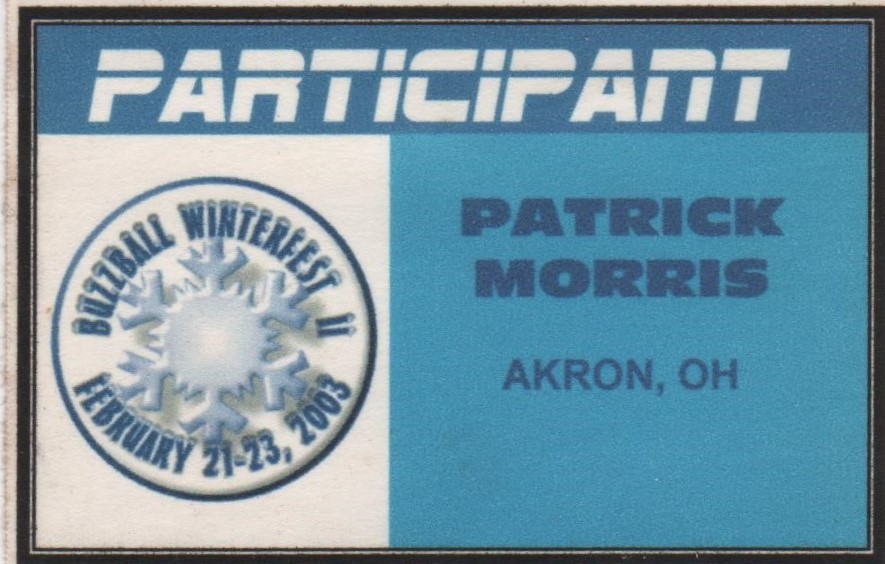 PARTICIPANT
BUZZBALL WINTERFEST II
FEBRUARY 21-23, 2003
PATRICK
MORRIS
AKRON, OH